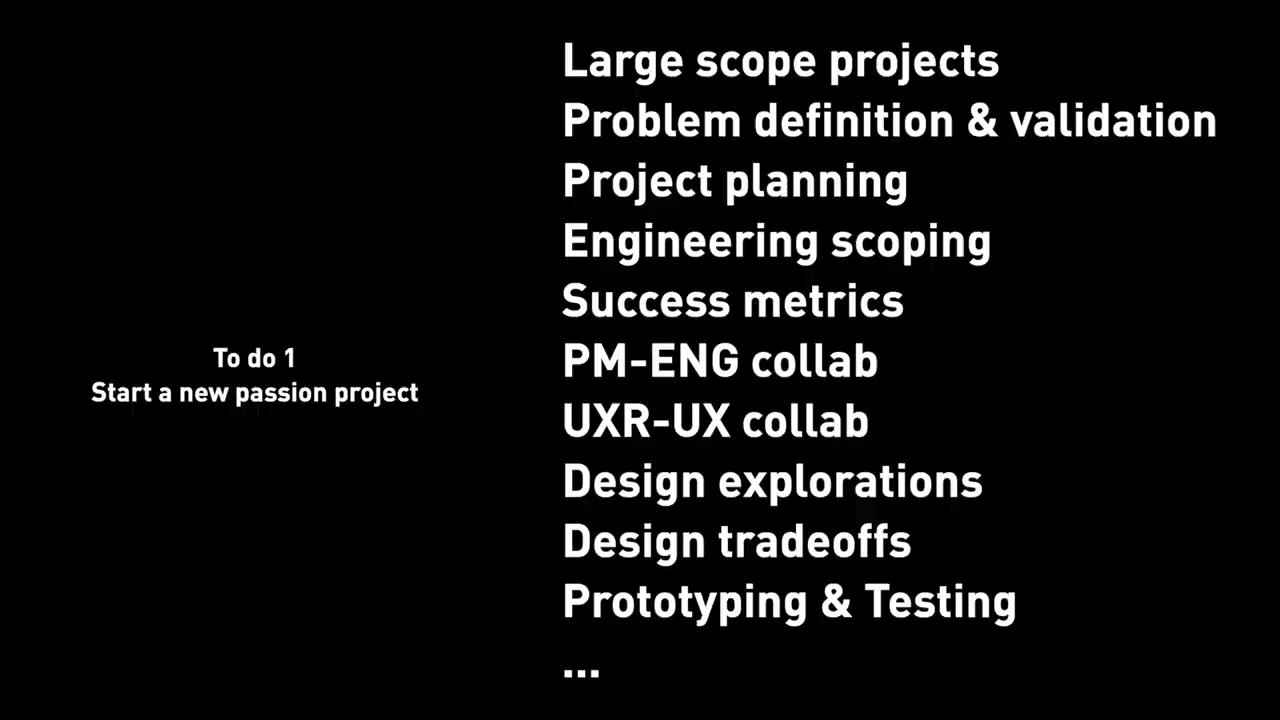 To do 1
Start a new passion project
Large scope projects
Problem definition & validation
Project planning
Engineering scoping
Success metrics
PM-ENG collab
UXR-UX collab
Design explorations
Design tradeoffs
Prototyping & Testing
...